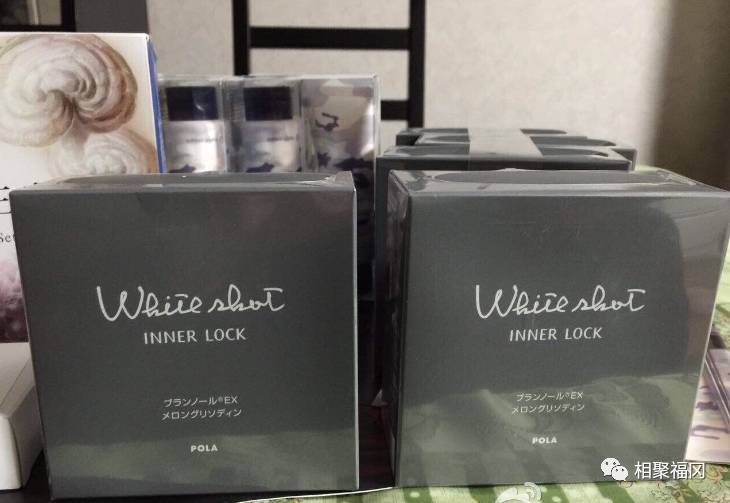 White shot
INNER LOCK
ブランノール®EX
メロングリソディン
POLA
White shot
INNER LOCK
ブランノール®EX
メロングリソディン
POLA
相聚福冈